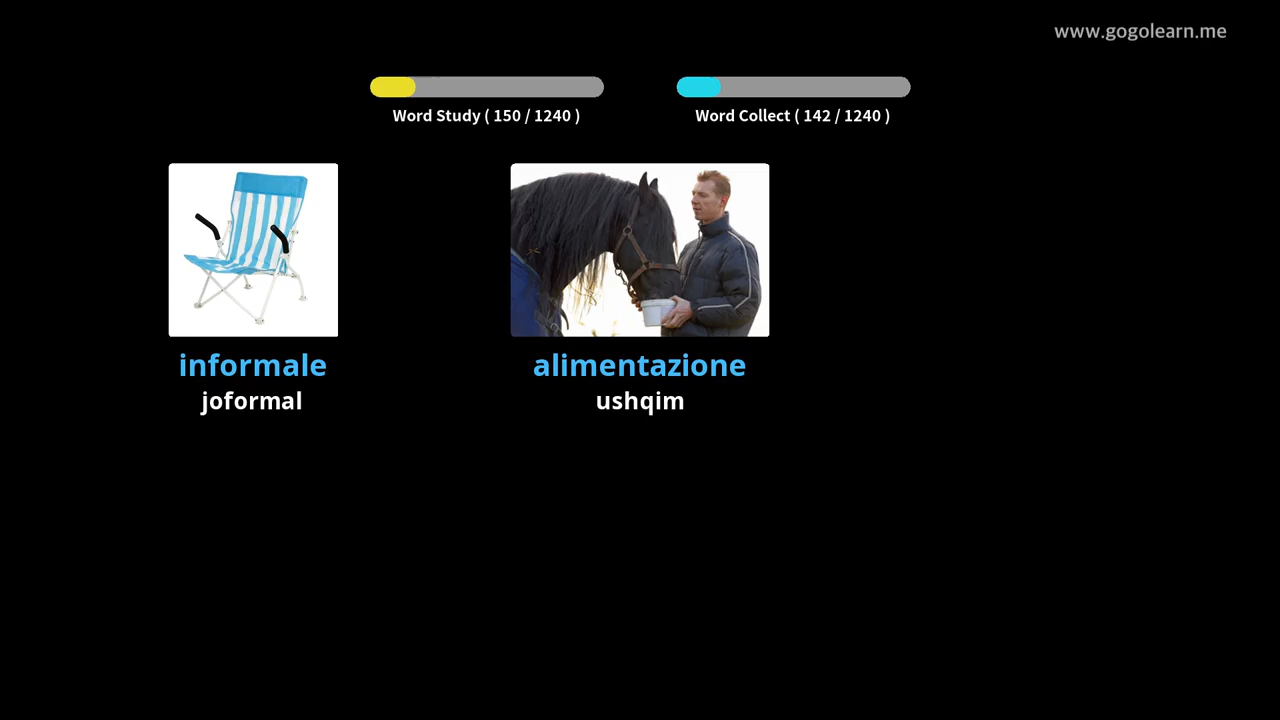 www.gogolearn.me
Word Study ( 150 / 1240 )
Word Collect ( 142 / 1240 )
informale
joformal
alimentazione
ushqim